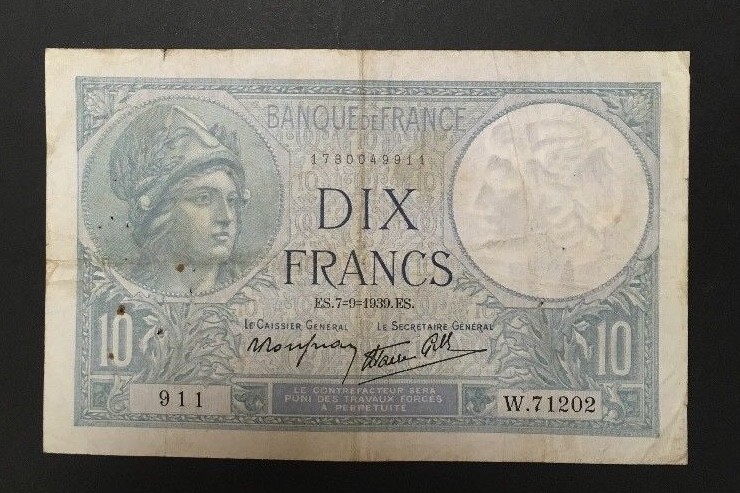 BANQUE DE FRANCE
1780049911
DIX
FRANCS
ES.7=9=1939.ES.
LE CAISSIER GÉNÉRAL LE SECRÉTAIRE GÉNÉRAL
10 10
911 W.71202
LE CONTREFACTEUR SERA
PUNI DES TRAVAUX FORCÉS
À PERPÉTUITÉ